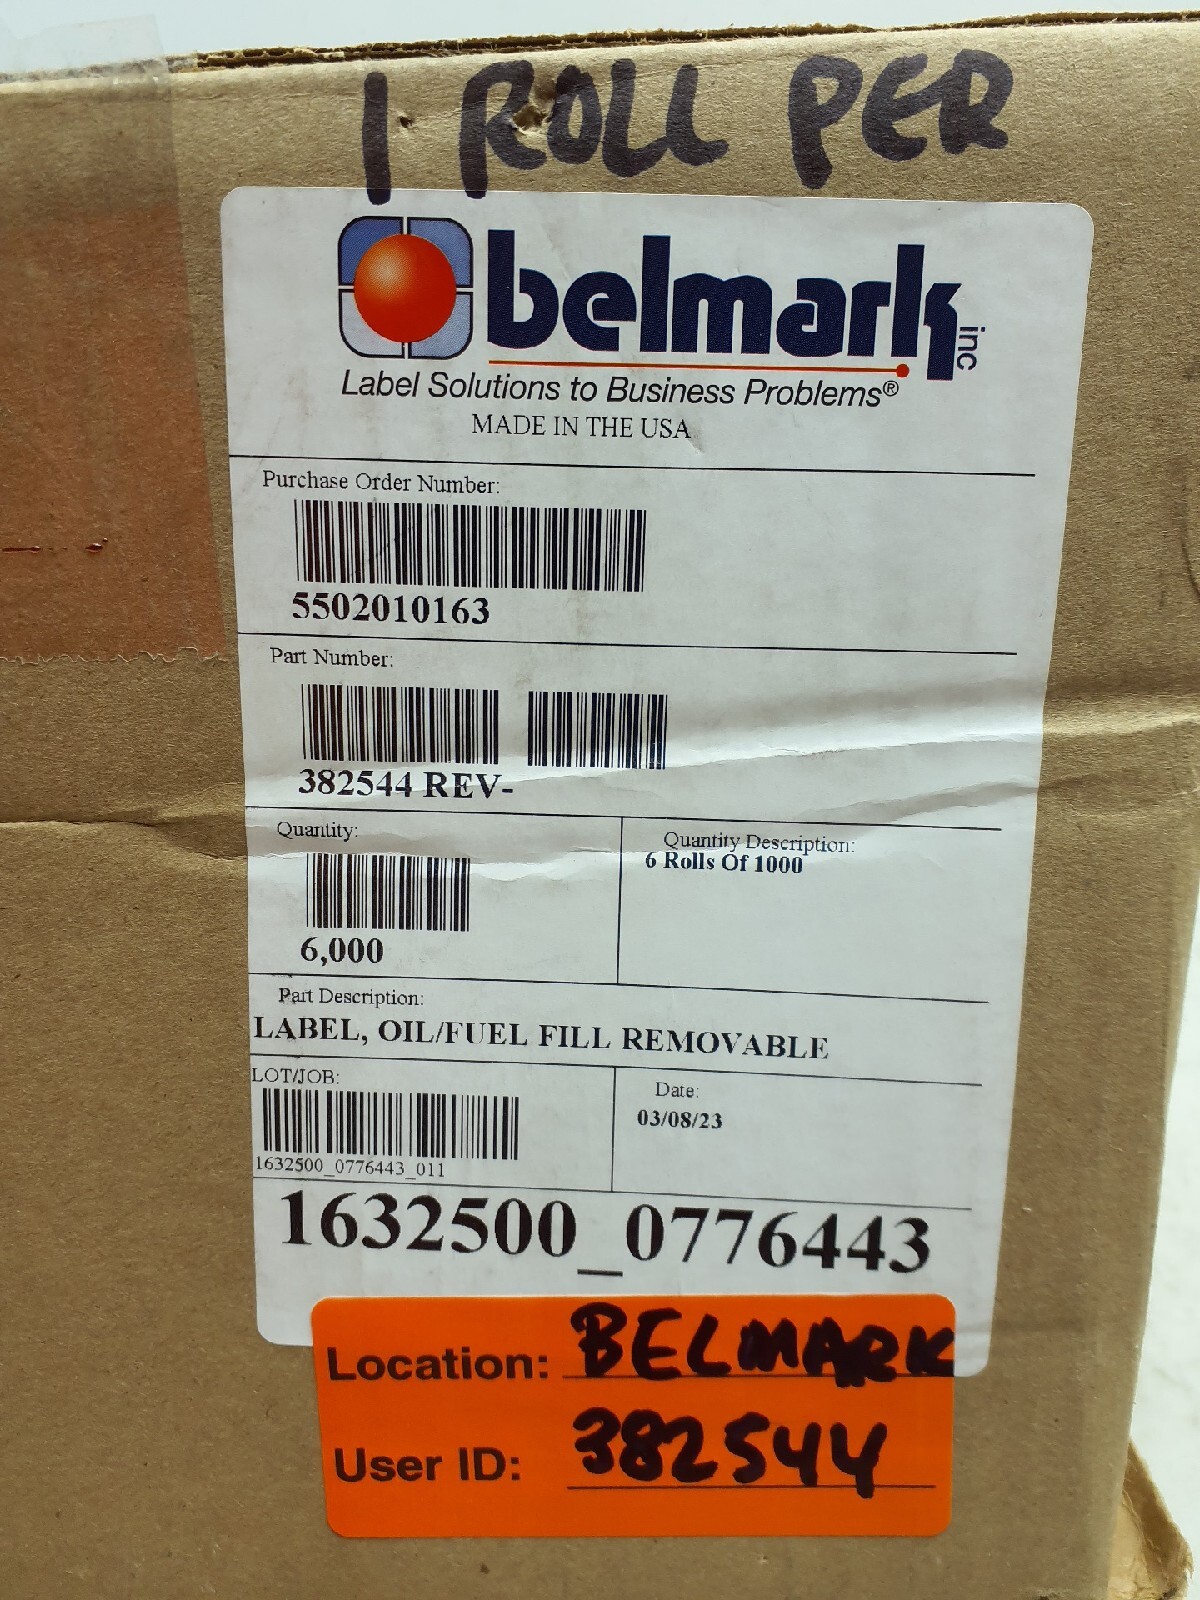 1 ROLL PER
belmark inc
Label Solutions to Business Problems®
MADE IN THE USA
Purchase Order Number:
5502010163
Part Number:
382544 REV-
Quantity:
6,000
Quantity Description:
6 Rolls Of 1000
Part Description:
LABEL, OIL/FUEL FILL REMOVABLE
LOT/JOB:
1632500_0776443_011
Date:
03/08/23
1632500_0776443
Location: BELMARK
User ID: 382544